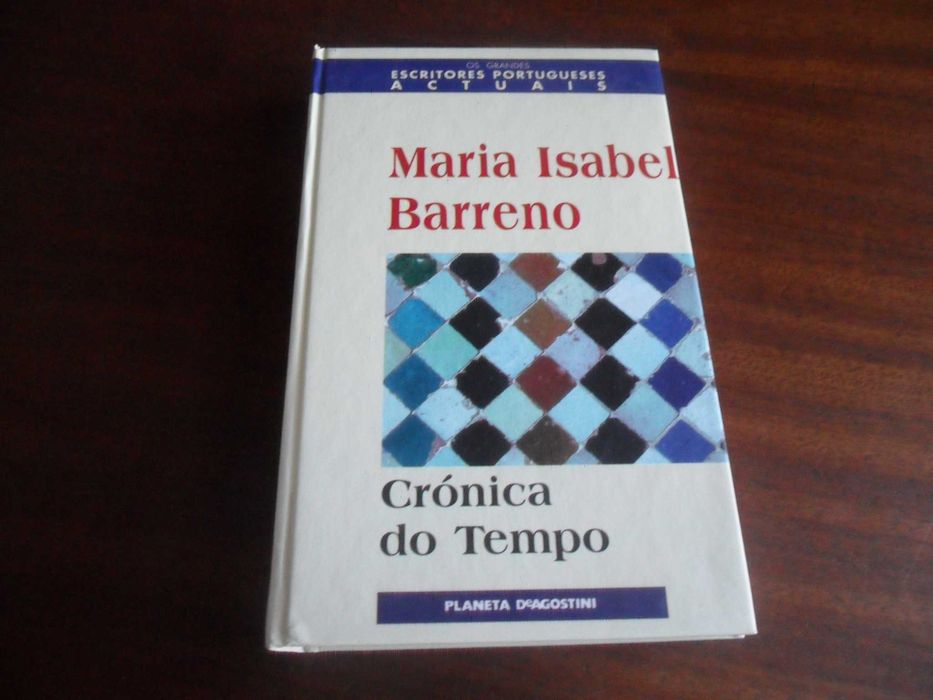 OS GRANDES
ESCRITORES PORTUGUESES
ACTUAIS
Maria Isabel
Barreno
Crónica
do Tempo
PLANETA DeAGOSTINI